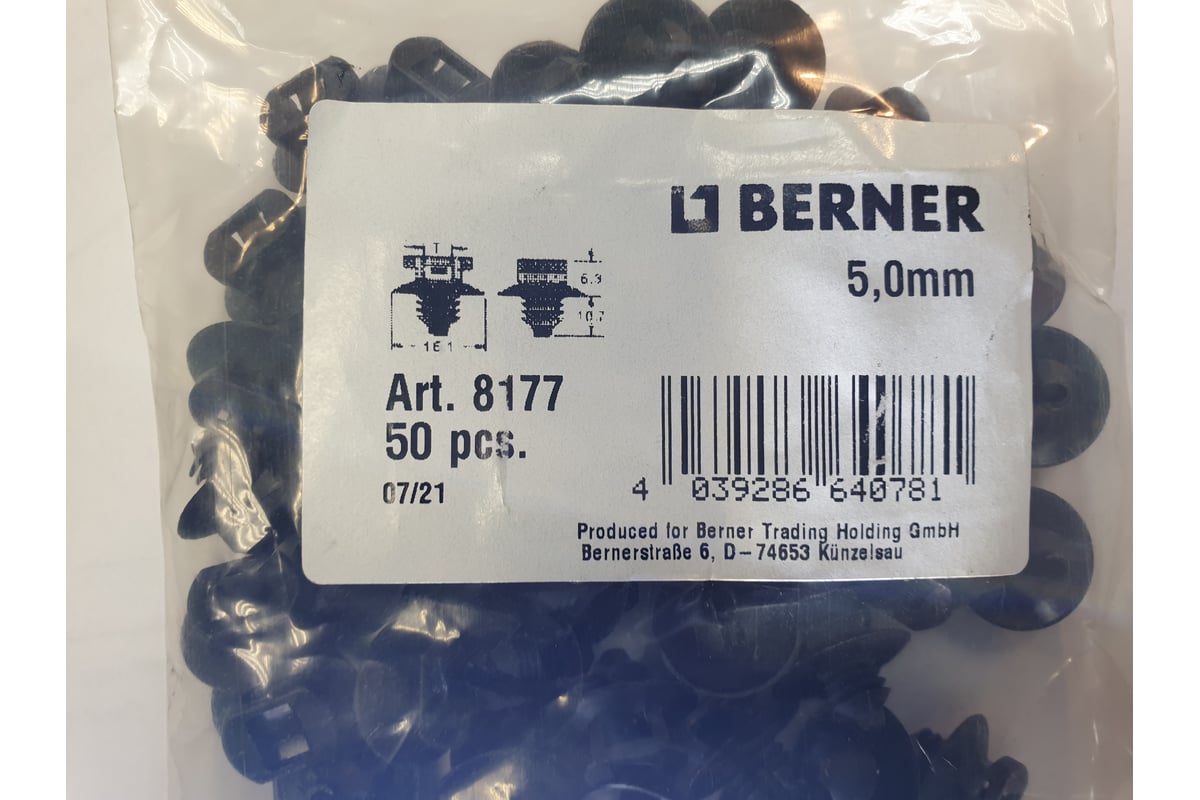 BERNER
5,0mm
T
6.9
10,7
16.1
Art. 8177
50 pcs.
07/21
4 039286 640781
Produced for Berner Trading Holding GmbH
Bernerstraße 6, D-74653 Künzelsau